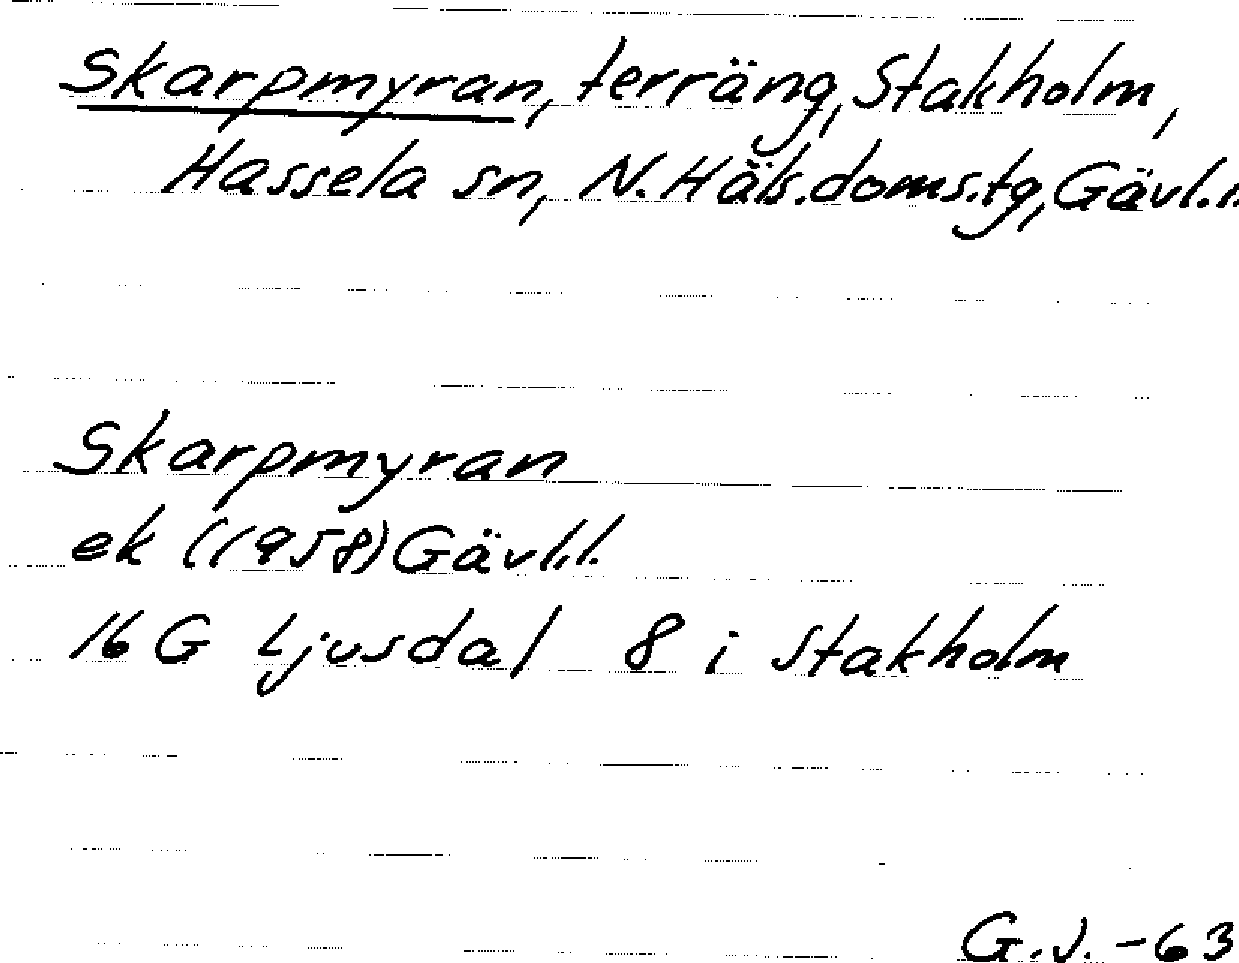 Skarpmyran, terräng, Stakholm,
Hassela sn, N. Häls. doms.tg, Gävl.l.
Skarpmyran
ek (1958) Gävl.l.
16 G Ljusdal 8 i Stakholm
G.J. -63